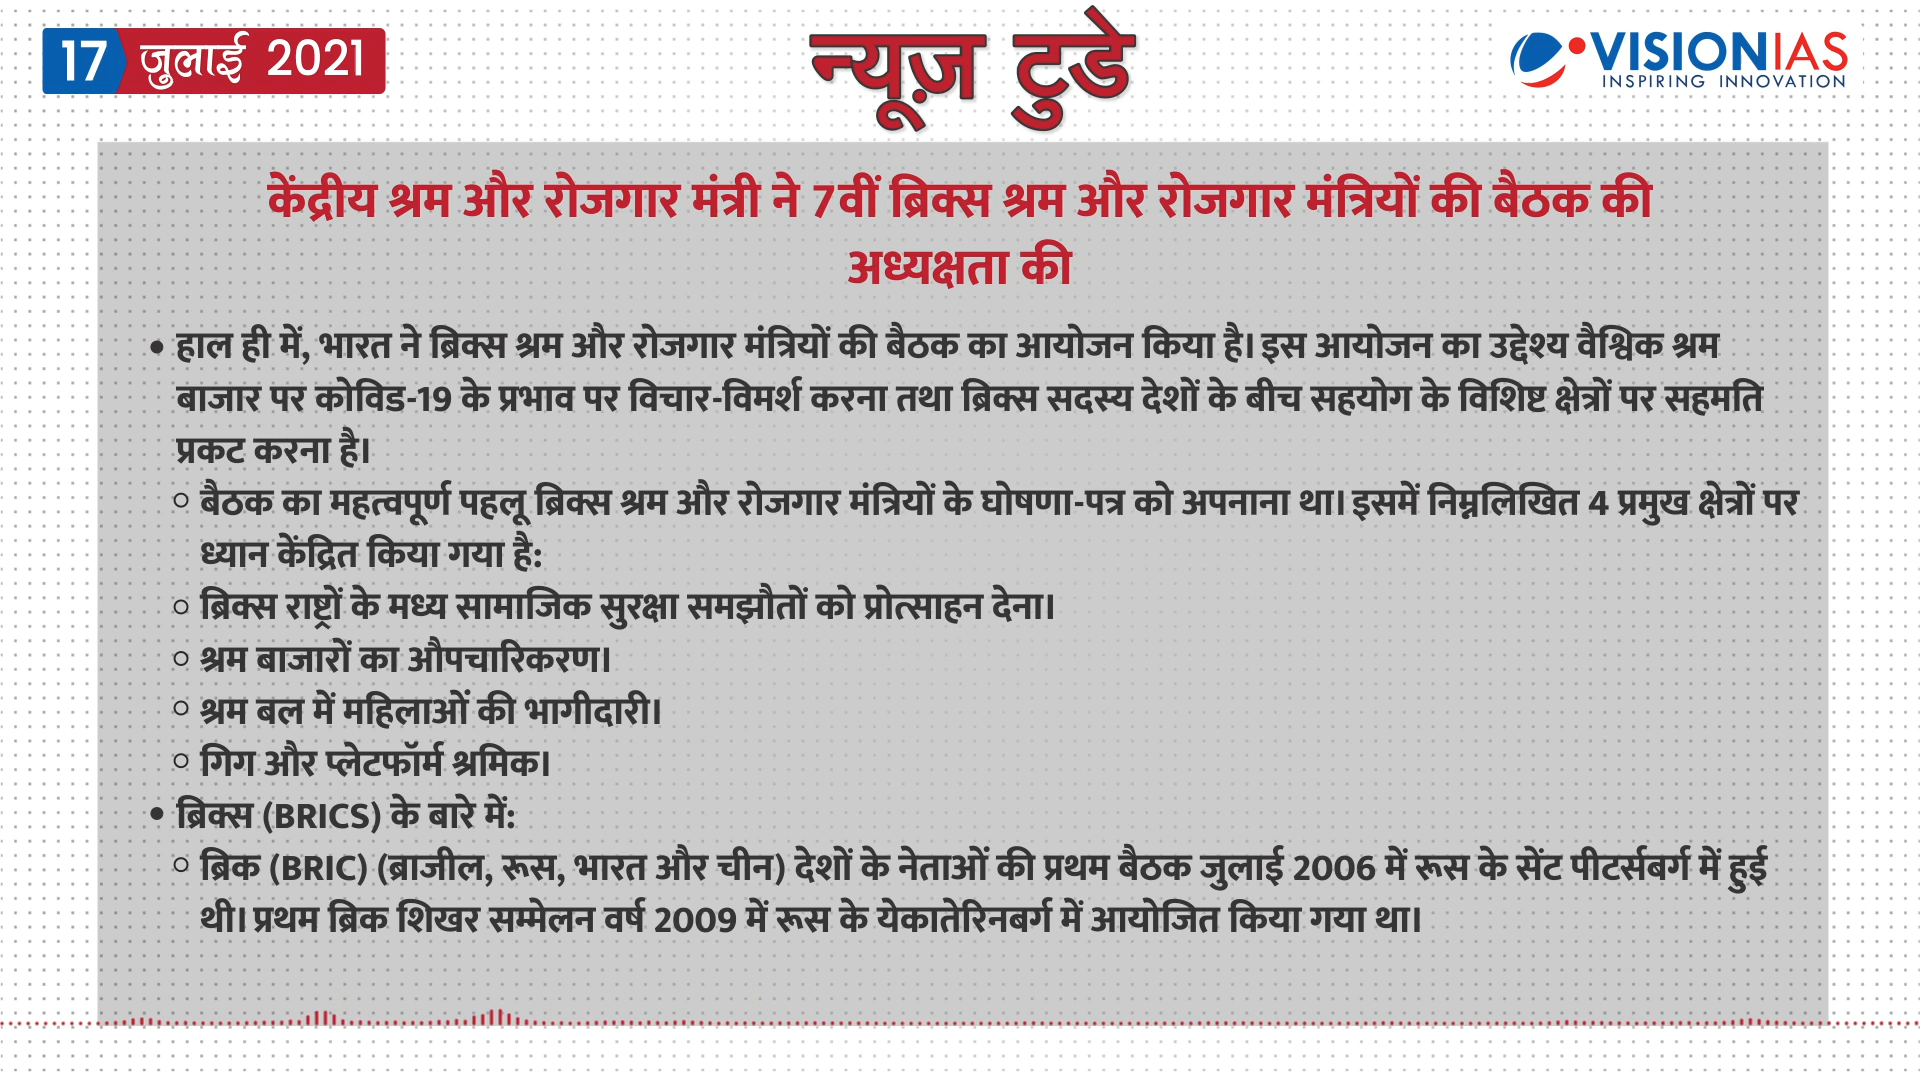 17 जुलाई 2021
न्यूज़ टुडे
VISIONIAS
INSPIRING INNOVATION
केंद्रीय श्रम और रोजगार मंत्री ने 7वीं ब्रिक्स श्रम और रोजगार मंत्रियों की बैठक की
अध्यक्षता की
• हाल ही में, भारत ने ब्रिक्स श्रम और रोजगार मंत्रियों की बैठक का आयोजन किया है। इस आयोजन का उद्देश्य वैश्विक श्रम
बाजार पर कोविड-19 के प्रभाव पर विचार-विमर्श करना तथा ब्रिक्स सदस्य देशों के बीच सहयोग के विशिष्ट क्षेत्रों पर सहमति
प्रकट करना है।
○ बैठक का महत्वपूर्ण पहलू ब्रिक्स श्रम और रोजगार मंत्रियों के घोषणा-पत्र को अपनाना था। इसमें निम्नलिखित 4 प्रमुख क्षेत्रों पर
ध्यान केंद्रित किया गया है:
○ ब्रिक्स राष्ट्रों के मध्य सामाजिक सुरक्षा समझौतों को प्रोत्साहन देना।
○ श्रम बाजारों का औपचारिकरण।
○ श्रम बल में महिलाओं की भागीदारी।
○ गिग और प्लेटफॉर्म श्रमिक।
• ब्रिक्स (BRICS) के बारे में:
○ ब्रिक (BRIC) (ब्राजील, रूस, भारत और चीन) देशों के नेताओं की प्रथम बैठक जुलाई 2006 में रूस के सेंट पीटर्सबर्ग में हुई
थी। प्रथम ब्रिक शिखर सम्मेलन वर्ष 2009 में रूस के येकातेरिनबर्ग में आयोजित किया गया था।